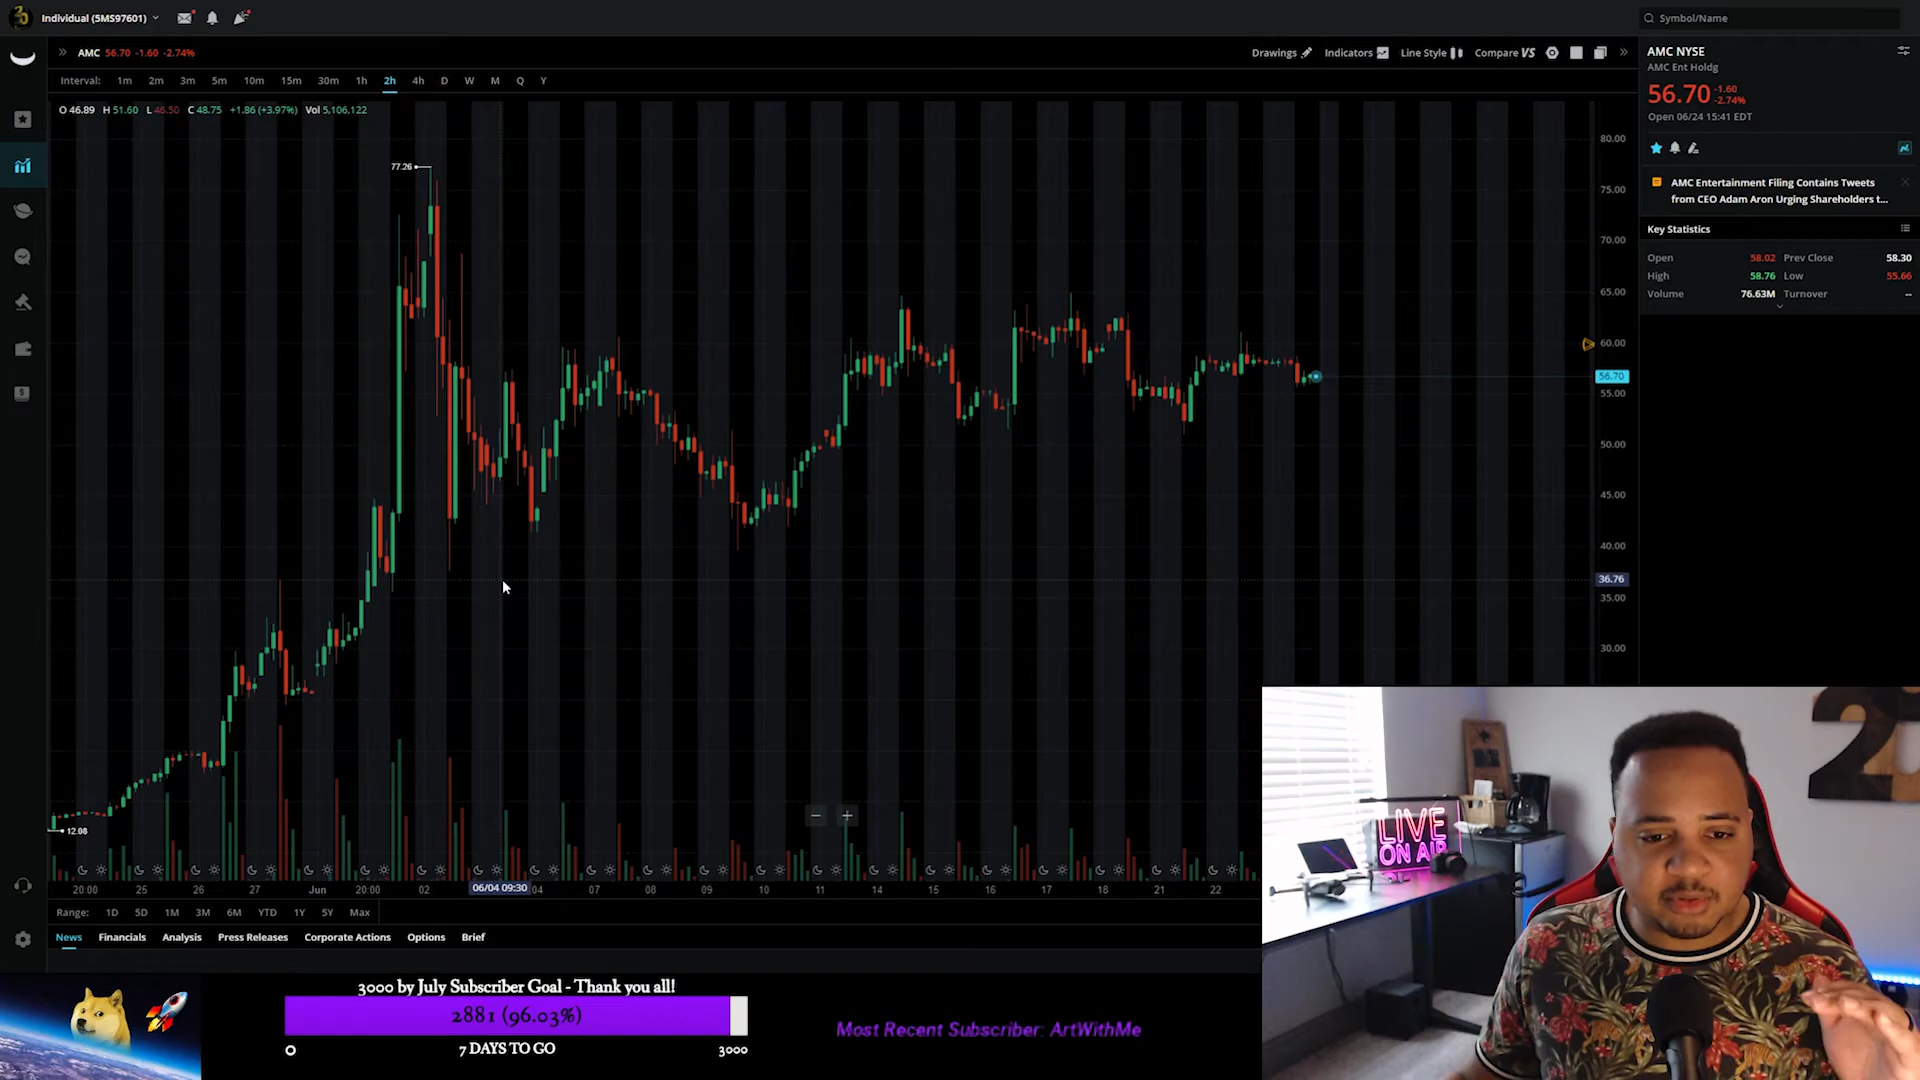 Individual (5MS97601)
Symbol/Name
AMC 56.70 -1.60 -2.74%
Drawings Indicators Line Style Compare VS
Interval: 1m 2m 3m 5m 10m 15m 30m 1h 2h 4h D W M Q Y
O 46.89 H 51.60 L 46.50 C 48.75 +1.86 (+3.97%) Vol 5,106,122
AMC NYSE
AMC Ent Holdg
56.70 -1.60
-2.74%
Open 06/24 15:41 EDT
AMC Entertainment Filing Contains Tweets
from CEO Adam Aron Urging Shareholders t...
Key Statistics
Open 58.02 Prev Close 58.30
High 58.76 Low 55.66
Volume 76.63M Turnover --
77.26
12.08
80.00
75.00
70.00
65.00
60.00
56.70
55.00
50.00
45.00
40.00
36.76
35.00
30.00
20:00 25 26 27 Jun 20:00 02 06/04 09:30 04 07 08 09 10 11 14 15 16 17 18 21 22
Range: 1D 5D 1M 3M 6M YTD 1Y 5Y Max
News Financials Analysis Press Releases Corporate Actions Options Brief
LIVE
ON AIR
3000 by July Subscriber Goal - Thank you all!
2881 (96.03%)
0 7 DAYS TO GO 3000
Most Recent Subscriber: ArtWithMe